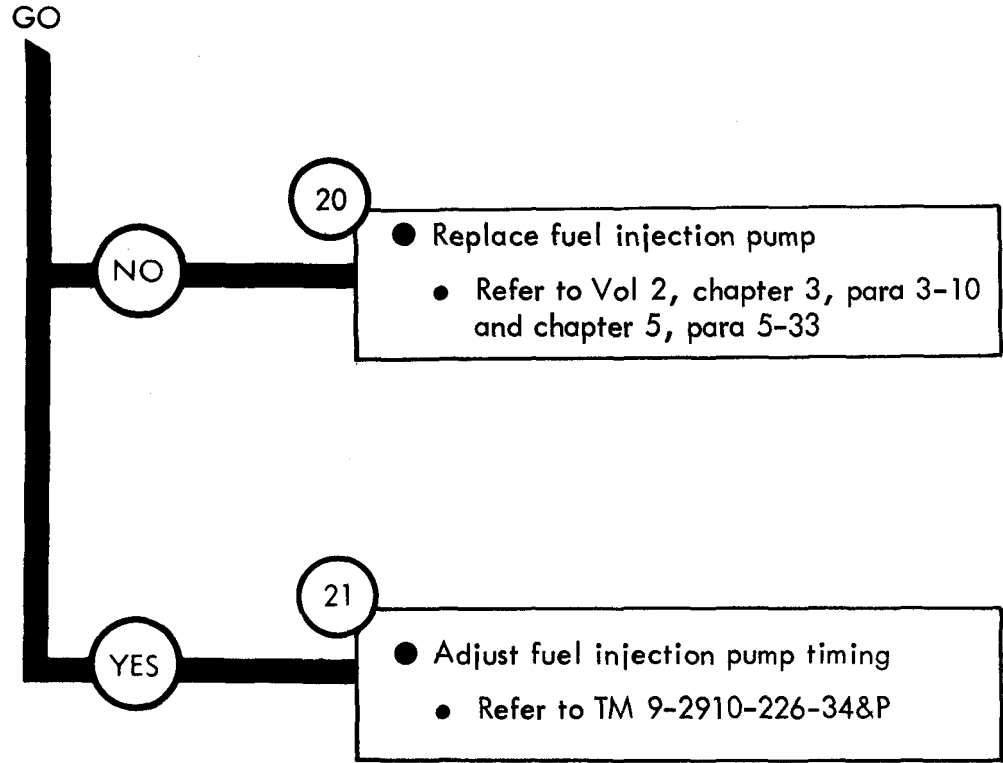 GO
20
NO
● Replace fuel injection pump
● Refer to Vol 2, chapter 3, para 3-10
and chapter 5, para 5-33
21
YES
● Adjust fuel injection pump timing
● Refer to TM 9-2910-226-34&P